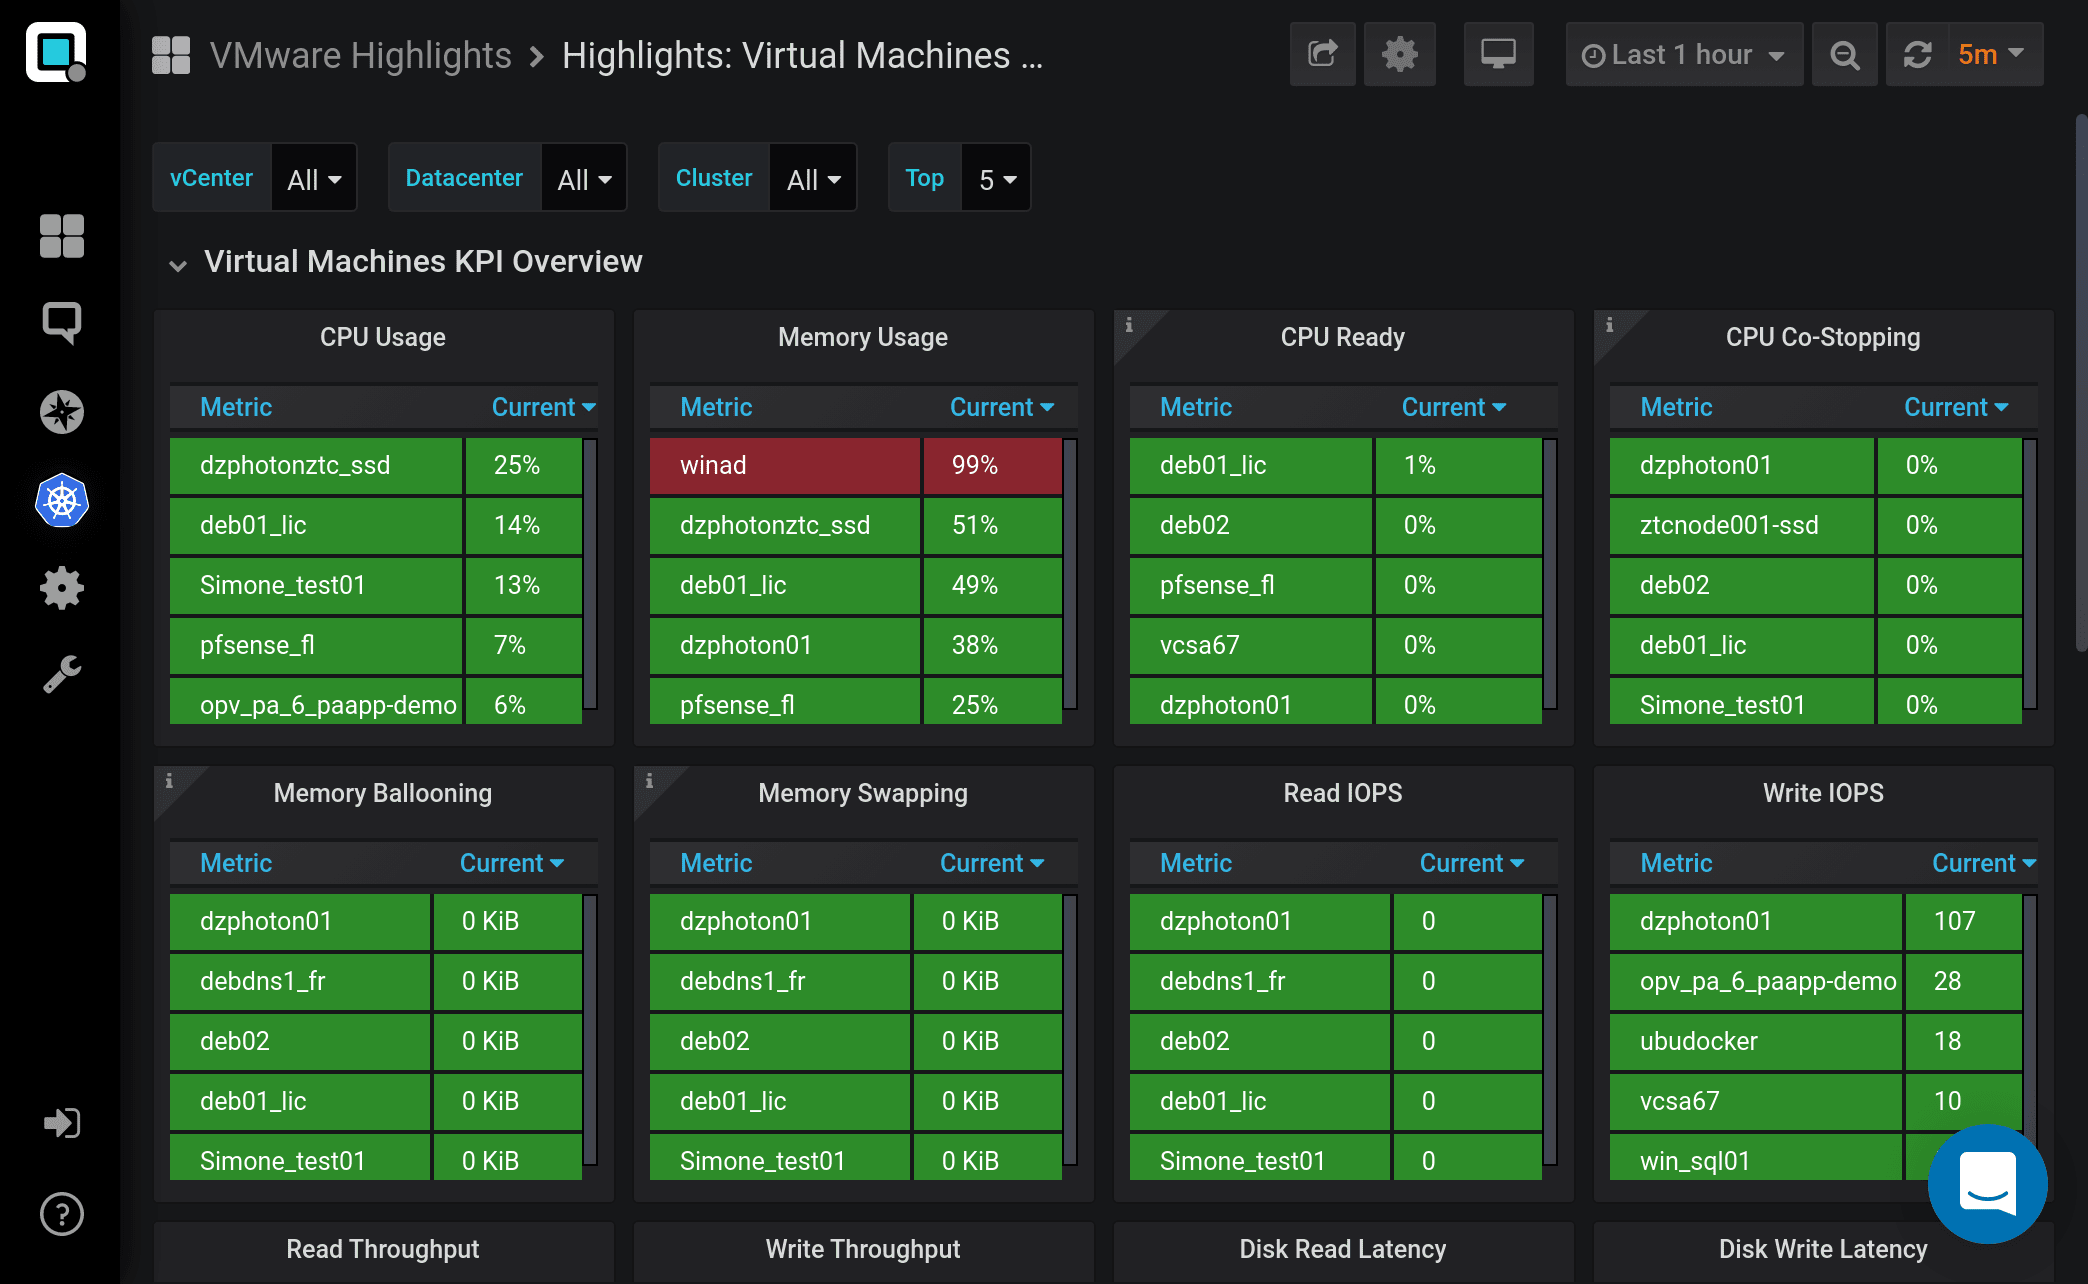 VMware Highlights > Highlights: Virtual Machines ...
Last 1 hour
5m
vCenter All
Datacenter All
Cluster All
Top 5
Virtual Machines KPI Overview
CPU Usage
Metric Current
dzphotonztc_ssd 25%
deb01_lic 14%
Simone_test01 13%
pfsense_fl 7%
opv_pa_6_paapp-demo 6%
Memory Usage
Metric Current
winad 99%
dzphotonztc_ssd 51%
deb01_lic 49%
dzphoton01 38%
pfsense_fl 25%
i
CPU Ready
Metric Current
deb01_lic 1%
deb02 0%
pfsense_fl 0%
vcsa67 0%
dzphoton01 0%
i
CPU Co-Stopping
Metric Current
dzphoton01 0%
ztcnode001-ssd 0%
deb02 0%
deb01_lic 0%
Simone_test01 0%
i
Memory Ballooning
Metric Current
dzphoton01 0 KiB
debdns1_fr 0 KiB
deb02 0 KiB
deb01_lic 0 KiB
Simone_test01 0 KiB
i
Memory Swapping
Metric Current
dzphoton01 0 KiB
debdns1_fr 0 KiB
deb02 0 KiB
deb01_lic 0 KiB
Simone_test01 0 KiB
Read IOPS
Metric Current
dzphoton01 0
debdns1_fr 0
deb02 0
deb01_lic 0
Simone_test01 0
Write IOPS
Metric Current
dzphoton01 107
opv_pa_6_paapp-demo 28
ubudocker 18
vcsa67 10
win_sql01
Read Throughput
Write Throughput
Disk Read Latency
Disk Write Latency
?